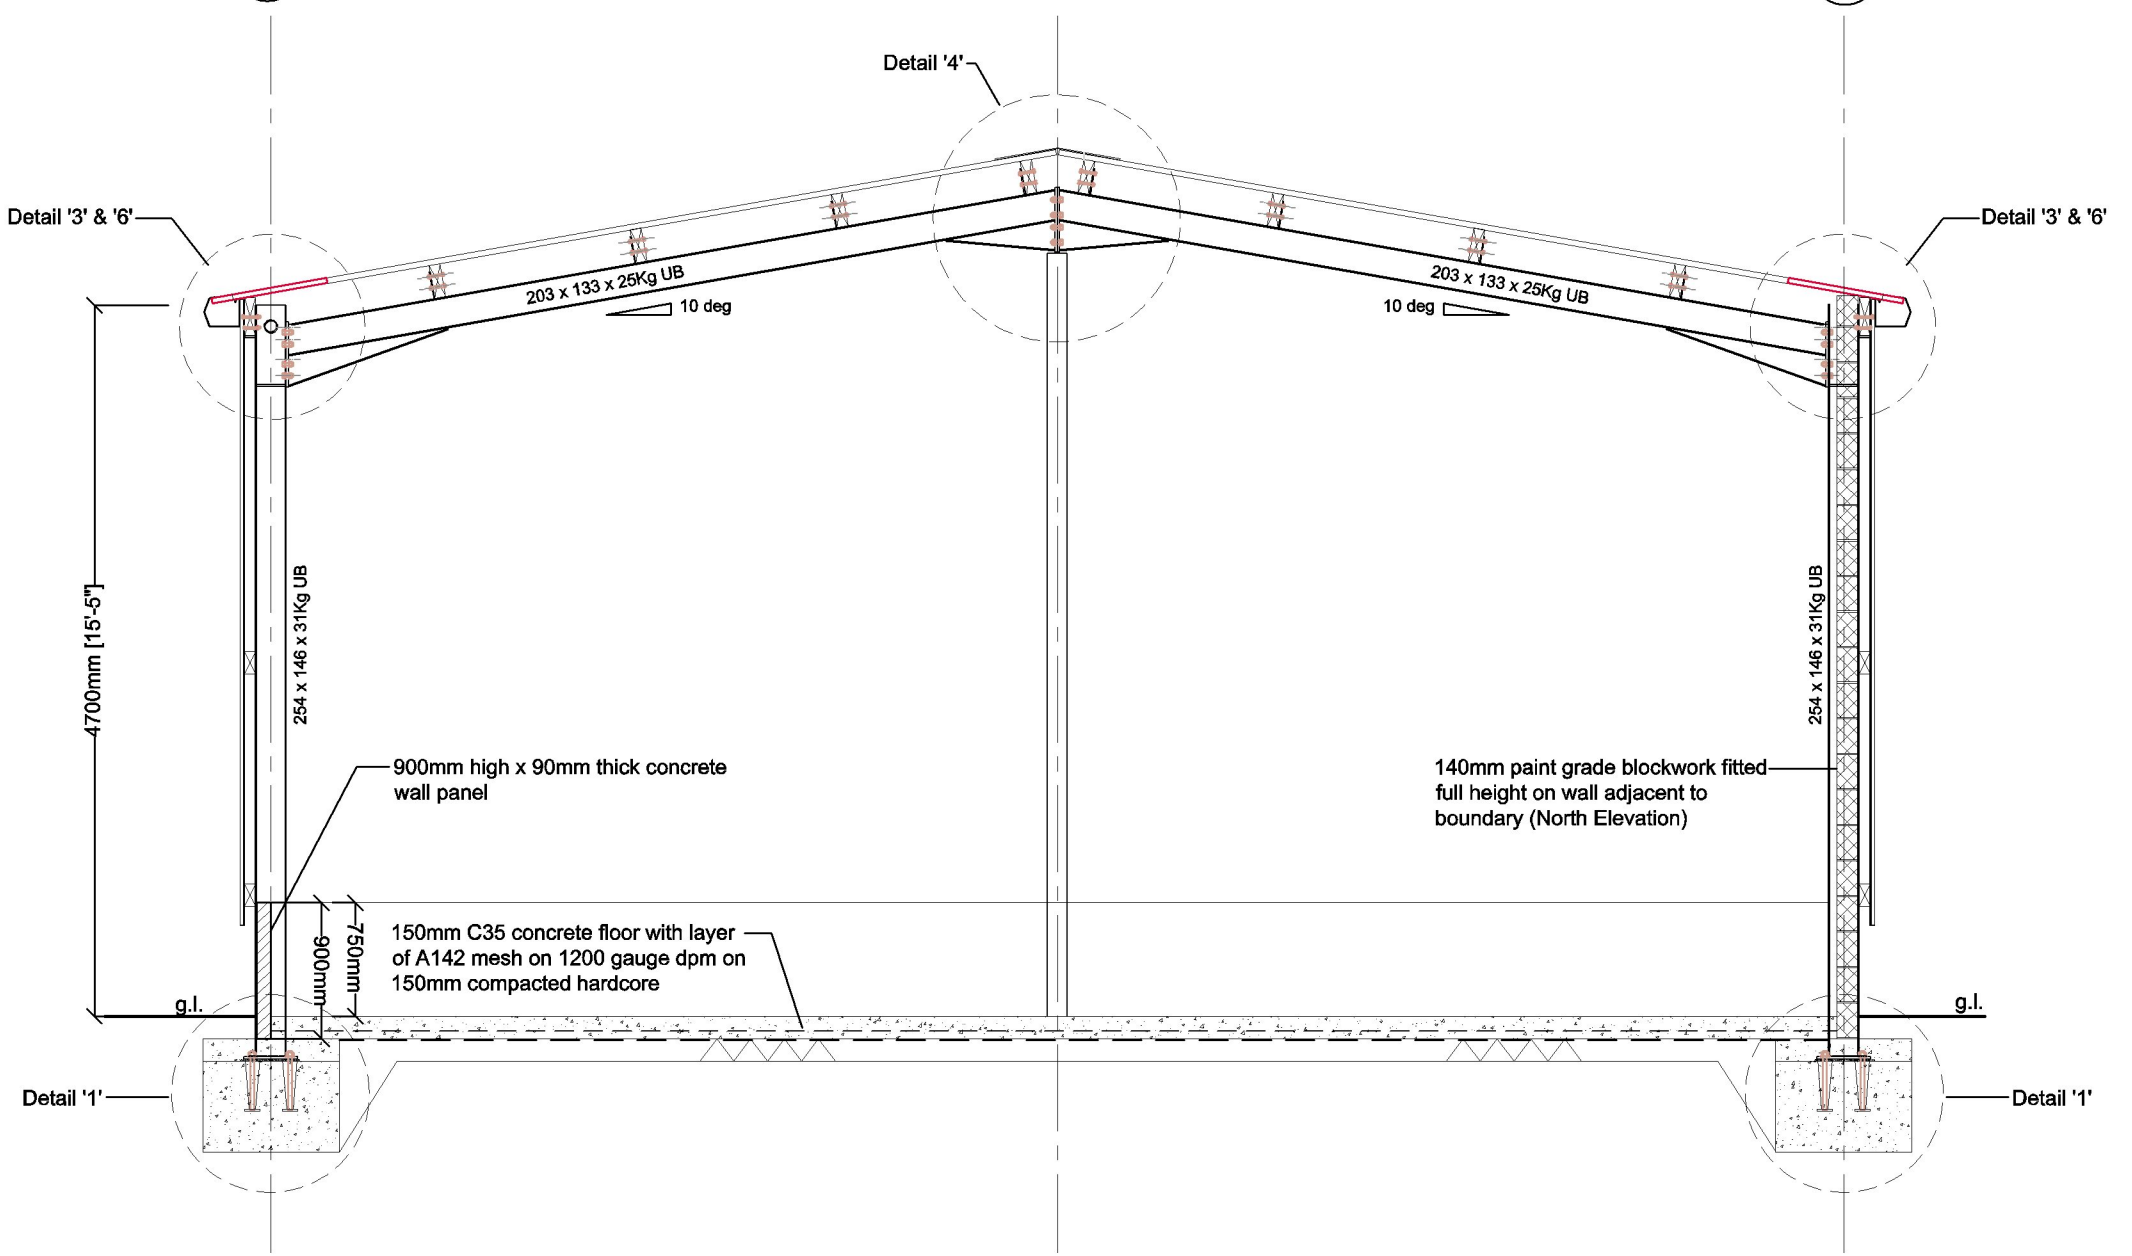 Detail '4'
Detail '3' & '6'
Detail '3' & '6'
203 x 133 x 25Kg UB
203 x 133 x 25Kg UB
10 deg
10 deg
4700mm [15'-5"]
254 x 146 x 31Kg UB
254 x 146 x 31Kg UB
900mm high x 90mm thick concrete
wall panel
140mm paint grade blockwork fitted
full height on wall adjacent to
boundary (North Elevation)
900mm
750mm
150mm C35 concrete floor with layer
of A142 mesh on 1200 gauge dpm on
150mm compacted hardcore
g.l.
g.l.
Detail '1'
Detail '1'